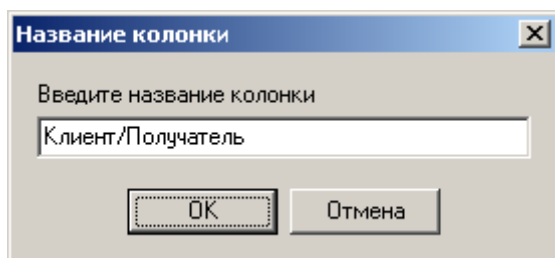 Название колонки
Введите название колонки
Клиент/Получатель
OK
Отмена